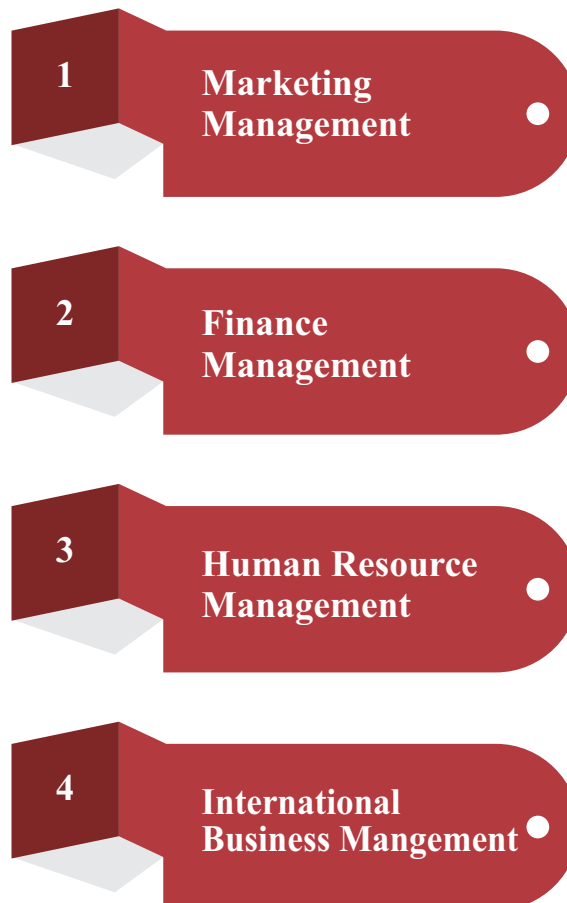 1
Marketing
Management
2
Finance
Management
3
Human Resource
Management
4
International
Business Mangement